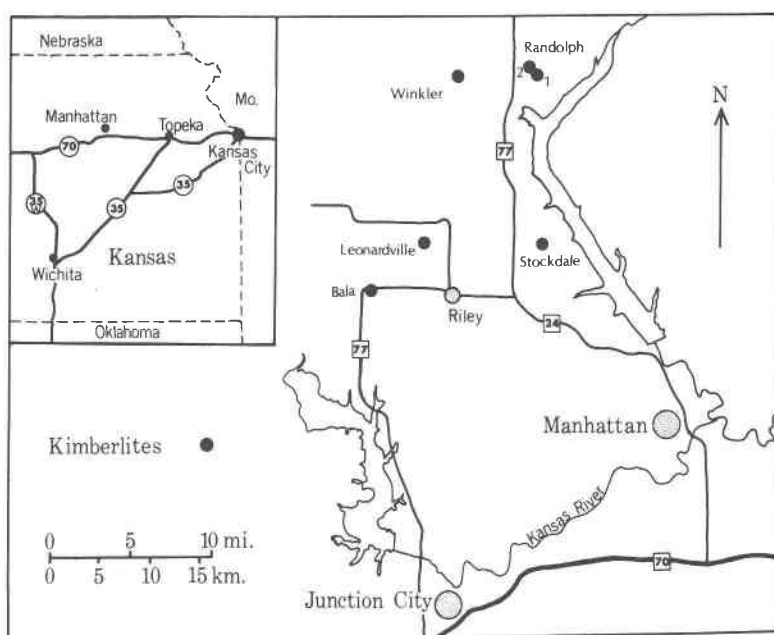 Nebraska
Mo.
Manhattan
Topeka
70
Kansas
City
35
35
W
35
Kansas
Wichita
Oklahoma
Randolph
2
1
Winkler
N
77
Leonardville
Stockdale
Bala
Riley
24
77
Manhattan
Kimberlites
Kansas River
0 5 10 mi.
0 5 10 15 km.
70
Junction City